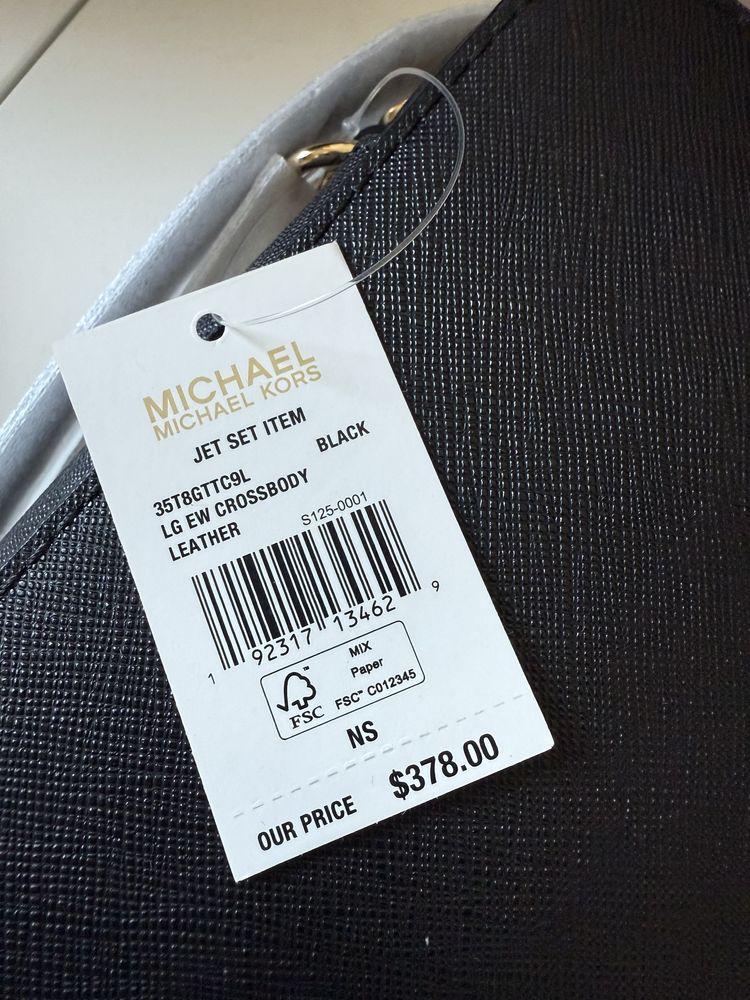 MICHAEL
MICHAEL KORS
JET SET ITEM
BLACK
35T8GTTC9L
LG EW CROSSBODY
LEATHER
S125-0001
1 92317 13462 9
MIX
Paper
FSC™ C012345
FSC
NS
OUR PRICE $378.00